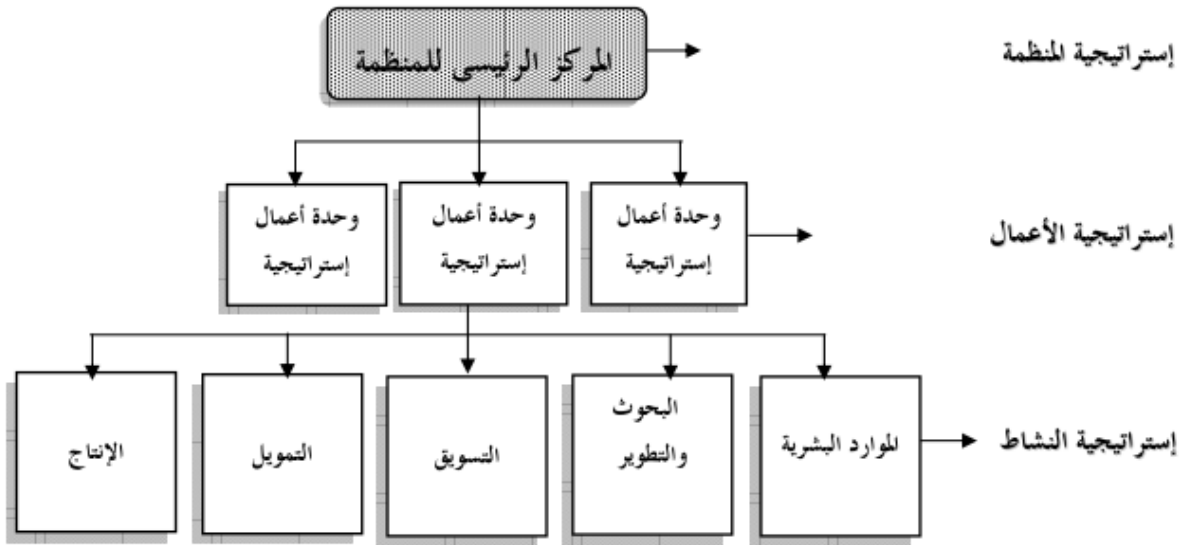 إستراتيجية المنظمة
المركز الرئيسى للمنظمة
إستراتيجية الأعمال
وحدة أعمال
إستراتيجية
وحدة أعمال
إستراتيجية
وحدة أعمال
إستراتيجية
إستراتيجية النشاط
الموارد البشرية
البحوث
والتطوير
التسويق
التمويل
الإنتاج